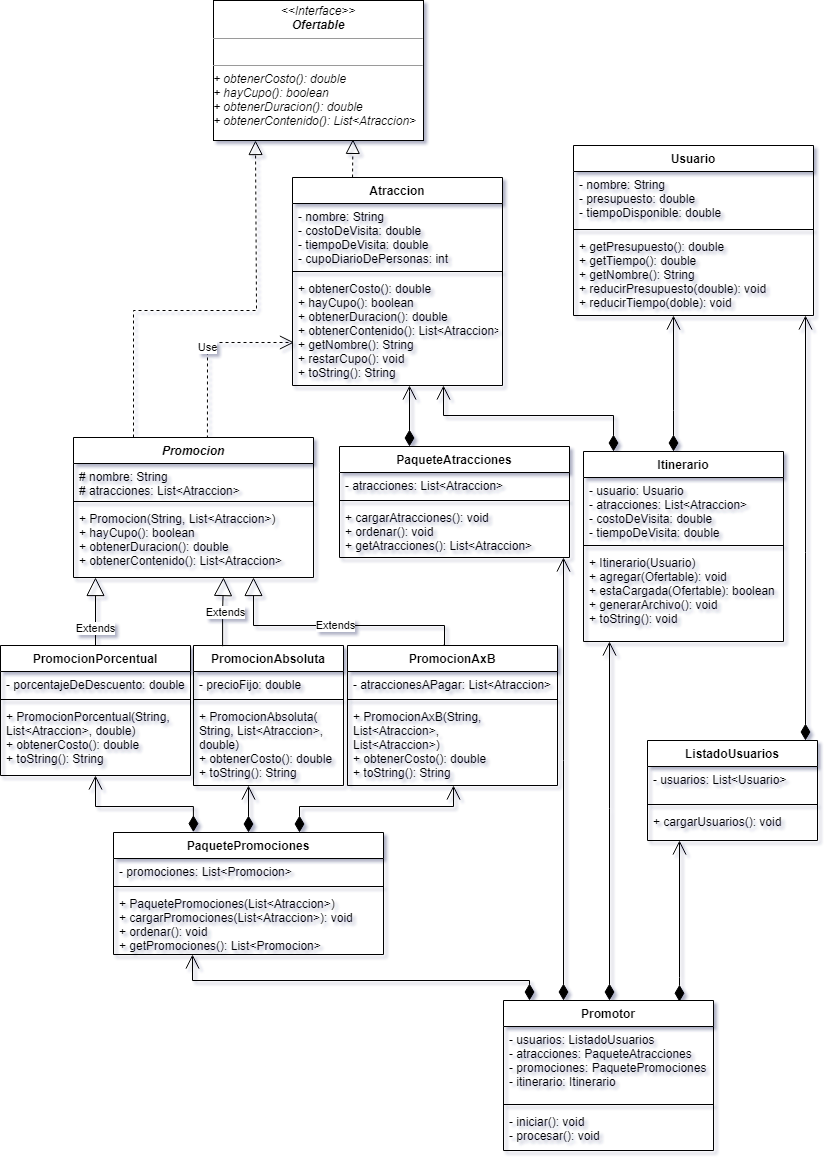 <<Interface>>
Ofertable
+ obtenerCosto(): double
+ hayCupo(): boolean
+ obtenerDuracion(): double
+ obtenerContenido(): List<Atraccion>
Usuario
- nombre: String
- presupuesto: double
- tiempoDisponible: double
+ getPresupuesto(): double
+ getTiempo(): double
+ getNombre(): String
+ reducirPresupuesto(double): void
+ reducirTiempo(doble): void
Atraccion
- nombre: String
- costoDeVisita: double
- tiempoDeVisita: double
- cupoDiarioDePersonas: int
+ obtenerCosto(): double
+ hayCupo(): boolean
+ obtenerDuracion(): double
+ obtenerContenido(): List<Atraccion>
+ getNombre(): String
+ restarCupo(): void
+ toString(): String
Use
Promocion
# nombre: String
# atracciones: List<Atraccion>
+ Promocion(String, List<Atraccion>)
+ hayCupo(): boolean
+ obtenerDuracion(): double
+ obtenerContenido(): List<Atraccion>
PaqueteAtracciones
- atracciones: List<Atraccion>
+ cargarAtracciones(): void
+ ordenar(): void
+ getAtracciones(): List<Atraccion>
Itinerario
- usuario: Usuario
- atracciones: List<Atraccion>
- costoDeVisita: double
- tiempoDeVisita: double
+ Itinerario(Usuario)
+ agregar(Ofertable): void
+ estaCargada(Ofertable): boolean
+ generarArchivo(): void
+ toString(): void
Extends
Extends
Extends
PromocionPorcentual
- porcentajeDeDescuento: double
+ PromocionPorcentual(String,
List<Atraccion>, double)
+ obtenerCosto(): double
+ toString(): String
PromocionAbsoluta
- precioFijo: double
+ PromocionAbsoluta(
String, List<Atraccion>,
double)
+ obtenerCosto(): double
+ toString(): String
PromocionAxB
- atraccionesAPagar: List<Atraccion>
+ PromocionAxB(String,
List<Atraccion>,
List<Atraccion>)
+ obtenerCosto(): double
+ toString(): String
ListadoUsuarios
- usuarios: List<Usuario>
+ cargarUsuarios(): void
PaquetePromociones
- promociones: List<Promocion>
+ PaquetePromociones(List<Atraccion>)
+ cargarPromociones(List<Atraccion>): void
+ ordenar(): void
+ getPromociones(): List<Promocion>
Promotor
- usuarios: ListadoUsuarios
- atracciones: PaqueteAtracciones
- promociones: PaquetePromociones
- itinerario: Itinerario
- iniciar(): void
- procesar(): void